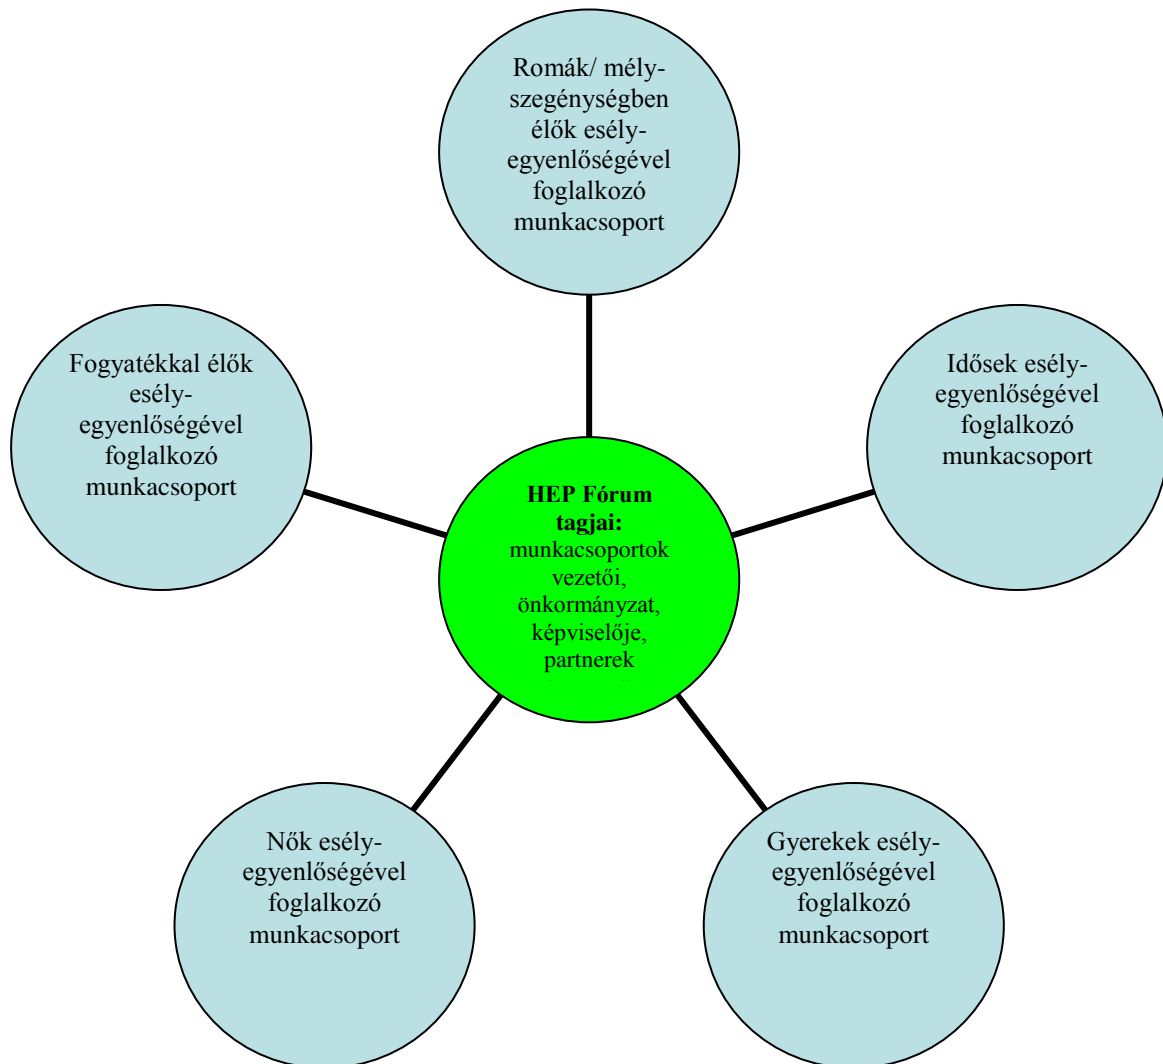 Romák/ mély-
szegénységben
élők esély-
egyenlőségével
foglalkozó
munkacsoport
Fogyatékkal élők
esély-
egyenlőségével
foglalkozó
munkacsoport
Idősek esély-
egyenlőségével
foglalkozó
munkacsoport
HEP Fórum
tagjai:
munkacsoportok
vezetői,
önkormányzat,
képviselője,
partnerek
Nők esély-
egyenlőségével
foglalkozó
munkacsoport
Gyerekek esély-
egyenlőségével
foglalkozó
munkacsoport